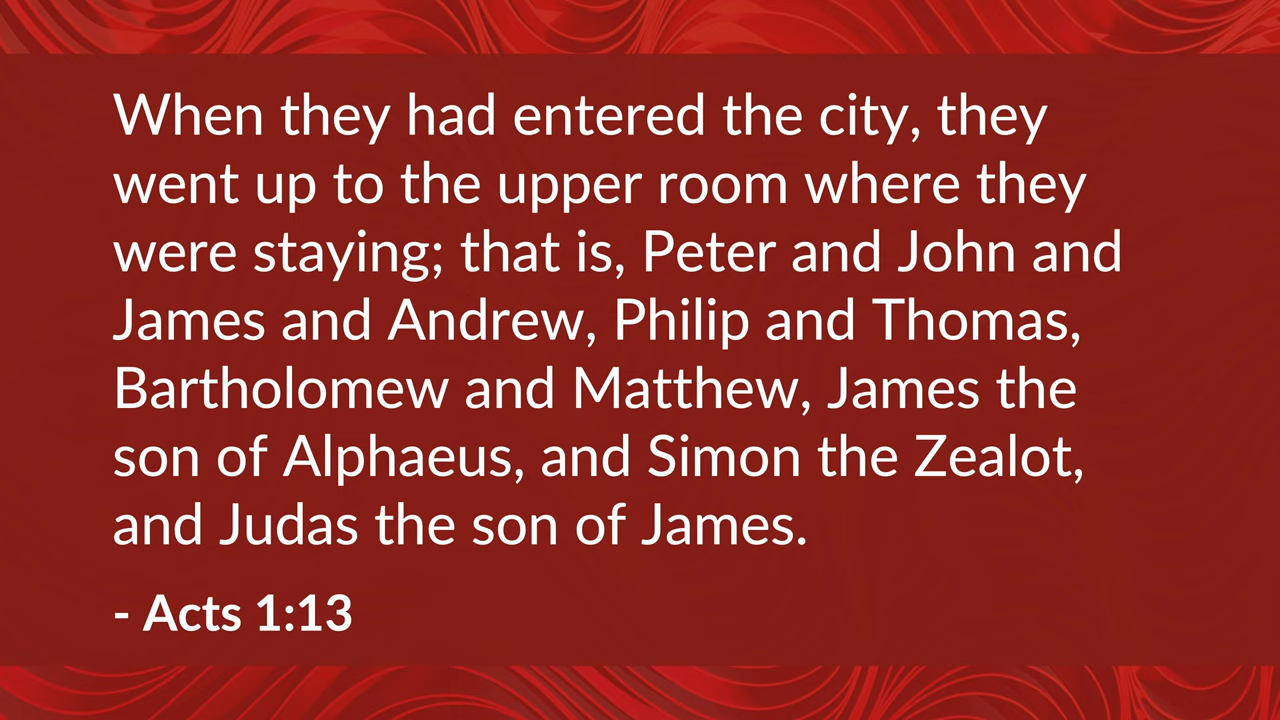 When they had entered the city, they
went up to the upper room where they
were staying; that is, Peter and John and
James and Andrew, Philip and Thomas,
Bartholomew and Matthew, James the
son of Alphaeus, and Simon the Zealot,
and Judas the son of James.
- Acts 1:13